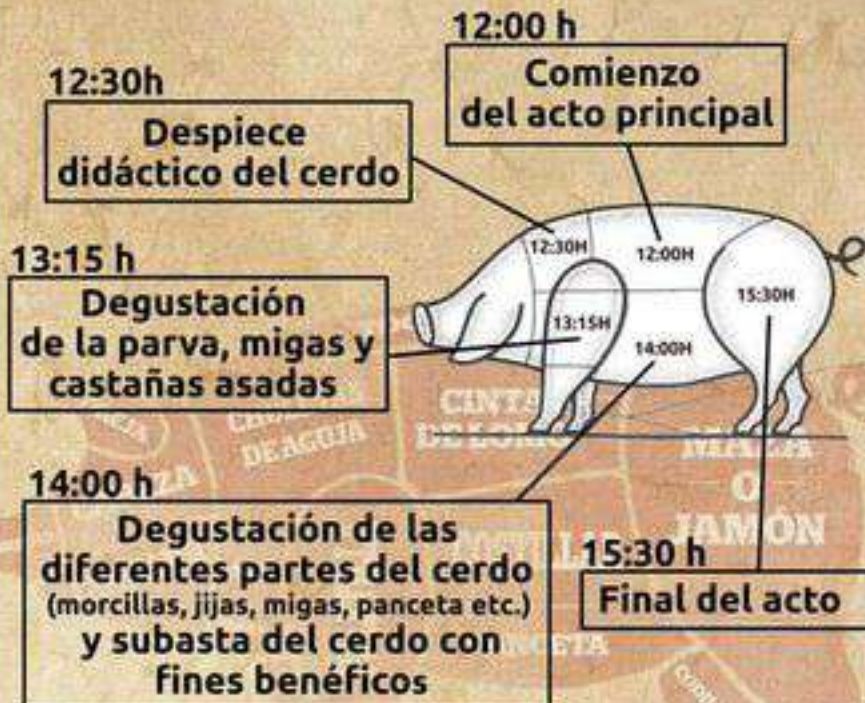 12:00 h
Comienzo
del acto principal
12:30h
Despiece
didáctico del cerdo
13:15 h
Degustación
de la parva, migas y
castañas asadas
12:30H
12:00H
15:30H
13:15H
14:00H
DE AGUJA
MAZA
O
JAMÓN
14:00 h
Degustación de las
diferentes partes del cerdo
(morcillas, jijas, migas, panceta etc.)
y subasta del cerdo con
fines benéficos
15:30 h
Final del acto